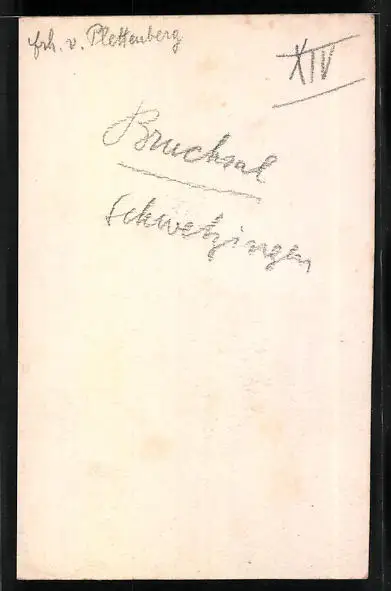 frh. v. Plettenberg
XIV
Bruchsal
Schwetzingen